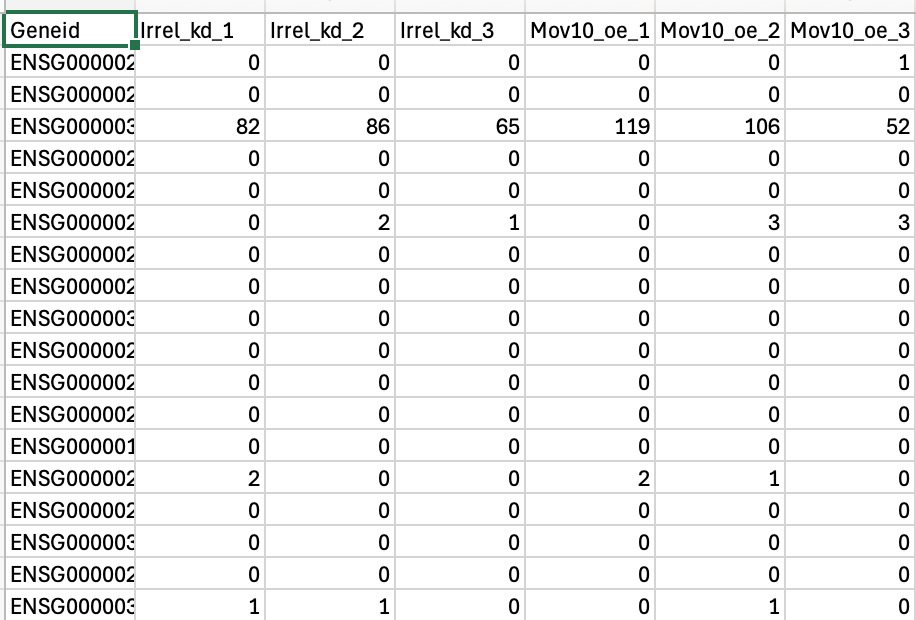 Geneid Irrel_kd_1 Irrel_kd_2 Irrel_kd_3 Mov10_oe_1 Mov10_oe_2 Mov10_oe_3
ENSG000002 0 0 0 0 0 1
ENSG000002 0 0 0 0 0 0
ENSG000003 82 86 65 119 106 52
ENSG000002 0 0 0 0 0 0
ENSG000002 0 0 0 0 0 0
ENSG000002 0 2 1 0 3 3
ENSG000002 0 0 0 0 0 0
ENSG000002 0 0 0 0 0 0
ENSG000003 0 0 0 0 0 0
ENSG000002 0 0 0 0 0 0
ENSG000002 0 0 0 0 0 0
ENSG000002 0 0 0 0 0 0
ENSG000001 0 0 0 0 0 0
ENSG000002 2 0 0 2 1 0
ENSG000002 0 0 0 0 0 0
ENSG000003 0 0 0 0 0 0
ENSG000002 0 0 0 0 0 0
ENSG000003 1 1 0 0 1 0